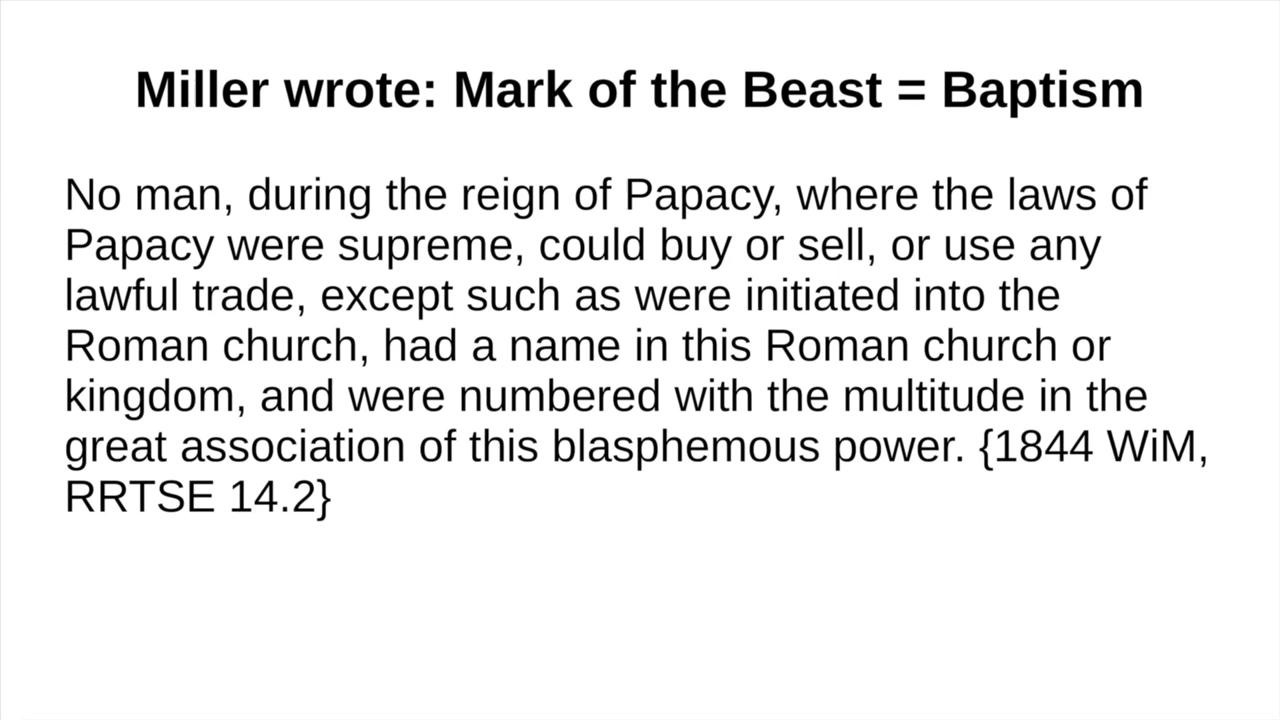 Miller wrote: Mark of the Beast = Baptism
No man, during the reign of Papacy, where the laws of
Papacy were supreme, could buy or sell, or use any
lawful trade, except such as were initiated into the
Roman church, had a name in this Roman church or
kingdom, and were numbered with the multitude in the
great association of this blasphemous power. {1844 WiM,
RRTSE 14.2}